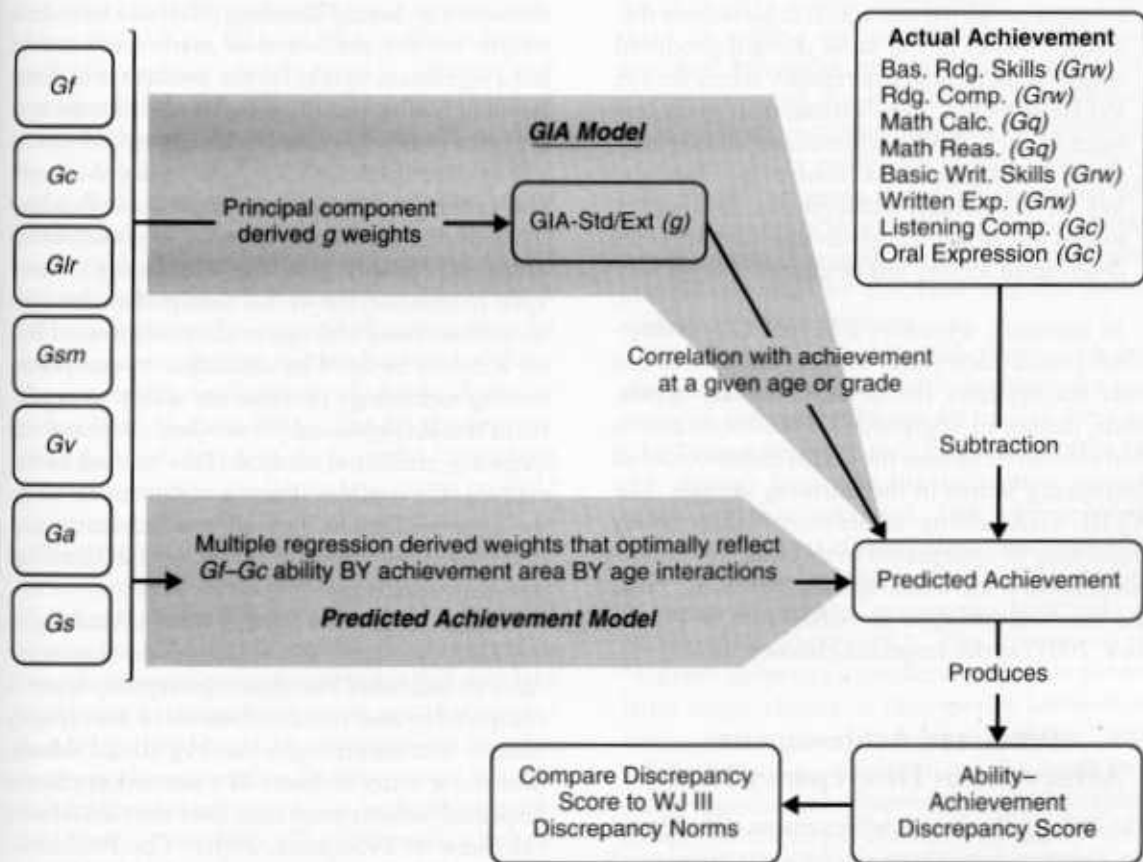 Gf
Gc
Glr
Gsm
Gv
Ga
Gs
GIA Model
Principal component
derived g weights
GIA-Std/Ext (g)
Correlation with achievement
at a given age or grade
Multiple regression derived weights that optimally reflect
Gf–Gc ability BY achievement area BY age interactions
Predicted Achievement Model
Actual Achievement
Bas. Rdg. Skills (Grw)
Rdg. Comp. (Grw)
Math Calc. (Gq)
Math Reas. (Gq)
Basic Writ. Skills (Grw)
Written Exp. (Grw)
Listening Comp. (Gc)
Oral Expression (Gc)
Subtraction
Predicted Achievement
Produces
Ability–
Achievement
Discrepancy Score
Compare Discrepancy
Score to WJ III
Discrepancy Norms